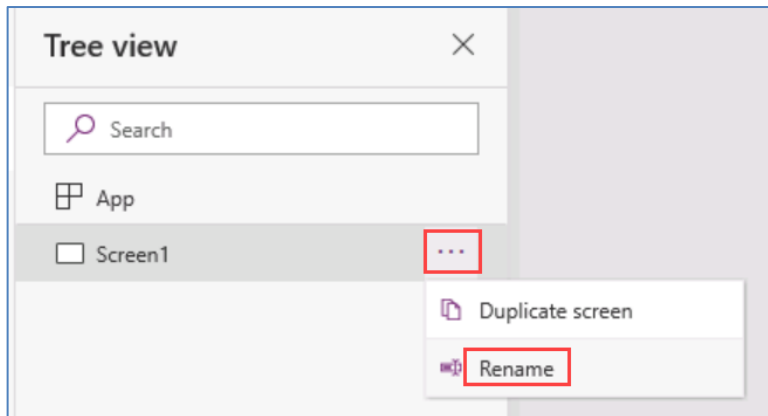 Tree view
Search
App
Screen1
Duplicate screen
Rename